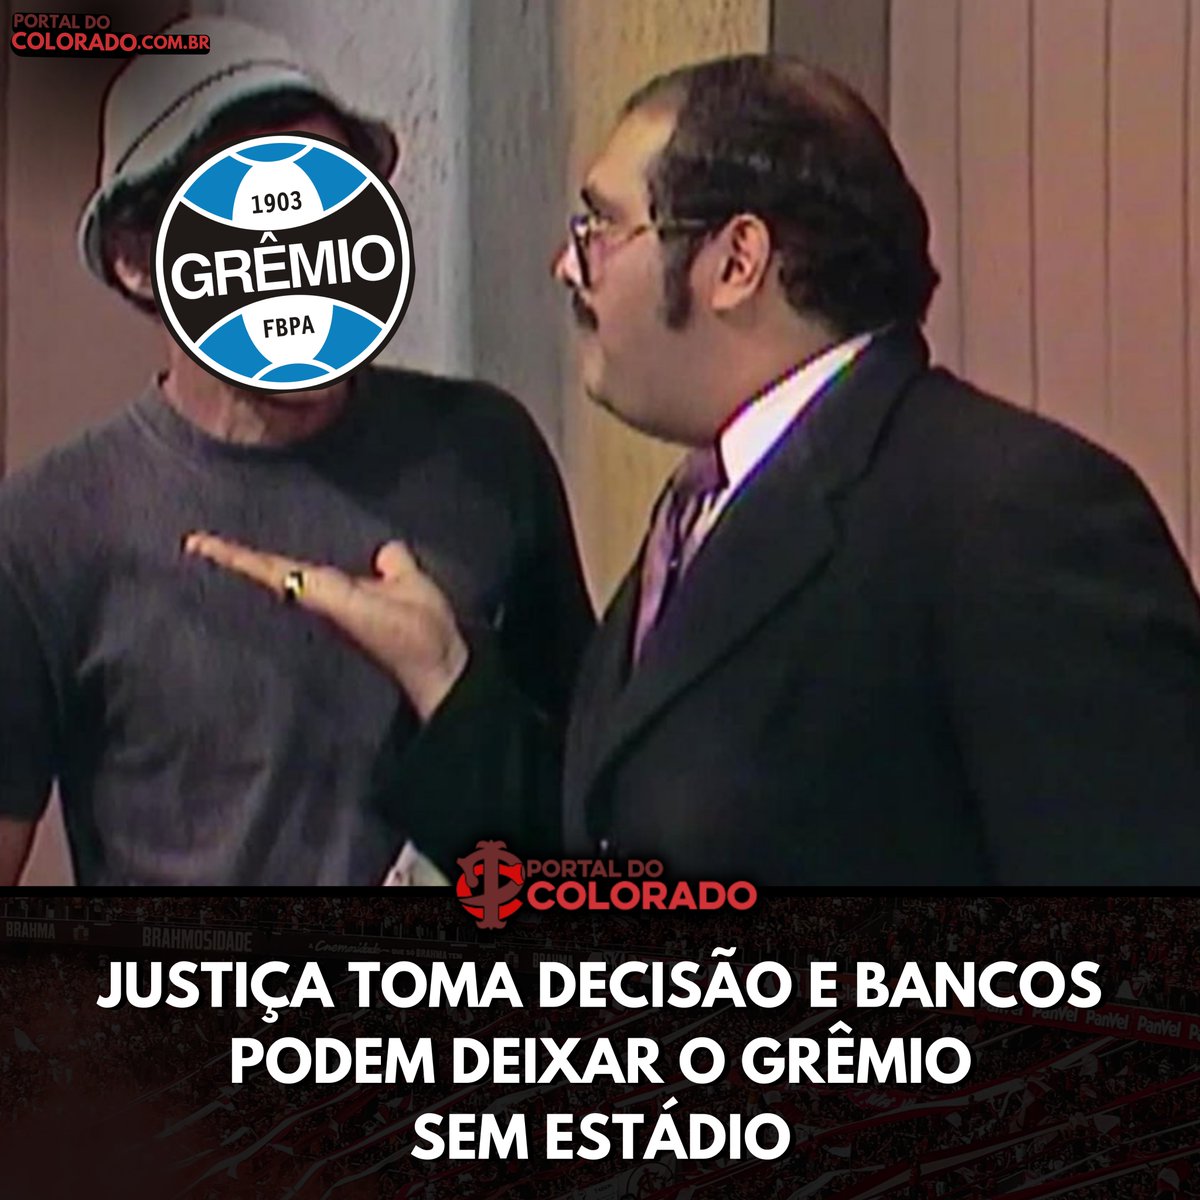 PORTAL DO
COLORADO.COM.BR
1903
GRÊMIO
FBPA
PORTAL DO
COLORADO
BRAHMA
BRAHMOSIDADE
PanVel PanVel PanVel
JUSTIÇA TOMA DECISÃO E BANCOS
PODEM DEIXAR O GRÊMIO
SEM ESTÁDIO